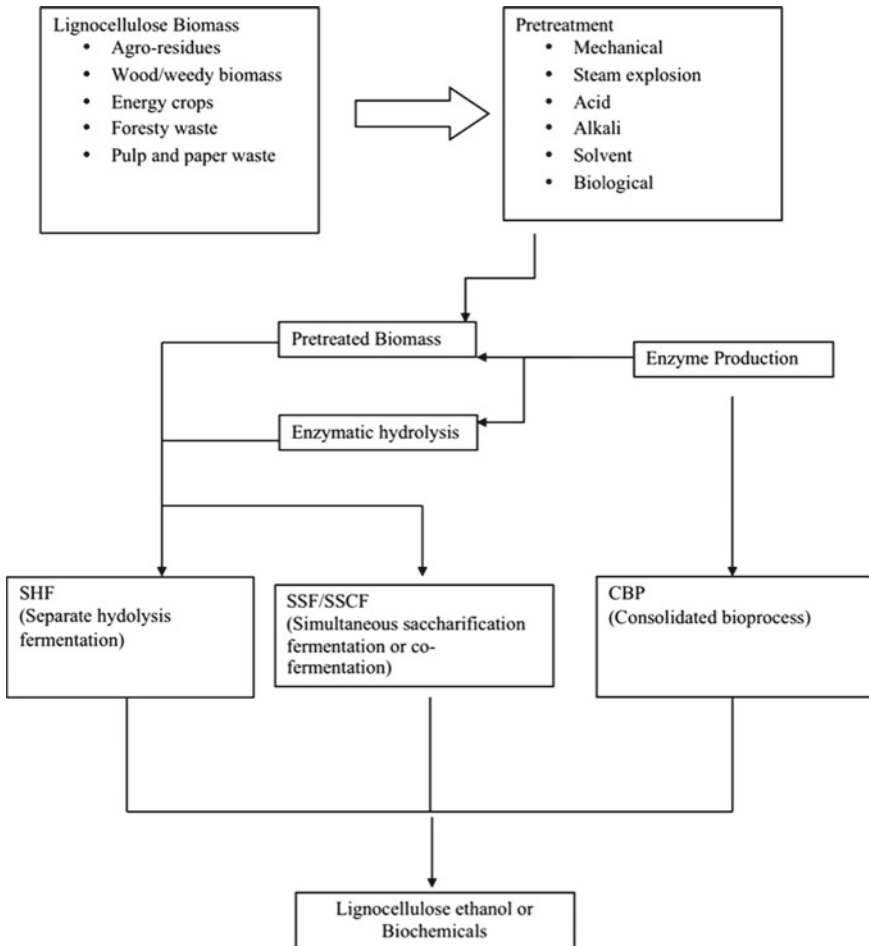 Lignocellulose Biomass
• Agro-residues
• Wood/weedy biomass
• Energy crops
• Foresty waste
• Pulp and paper waste
Pretreatment
• Mechanical
• Steam explosion
• Acid
• Alkali
• Solvent
• Biological
Pretreated Biomass
Enzyme Production
Enzymatic hydrolysis
SHF
(Separate hydolysis
fermentation)
SSF/SSCF
(Simultaneous saccharification
fermentation or co-
fermentation)
CBP
(Consolidated bioprocess)
Lignocellulose ethanol or
Biochemicals